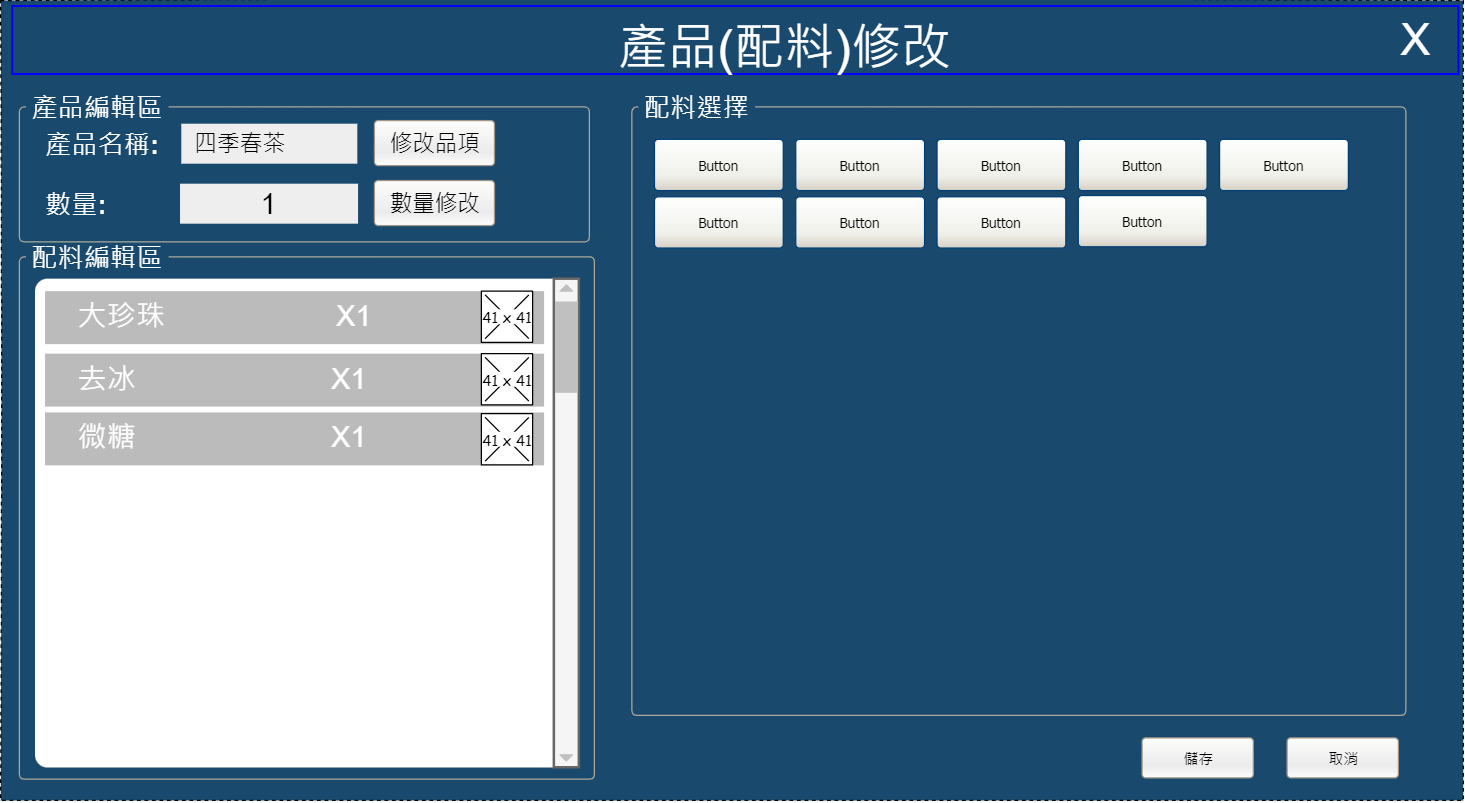 產品(配料)修改 X
產品編輯區
產品名稱: 四季春茶 修改品項
數量: 1 數量修改
配料編輯區
大珍珠 X1 41 x 41
去冰 X1 41 x 41
微糖 X1 41 x 41
配料選擇
Button Button Button Button Button
Button Button Button Button
儲存 取消